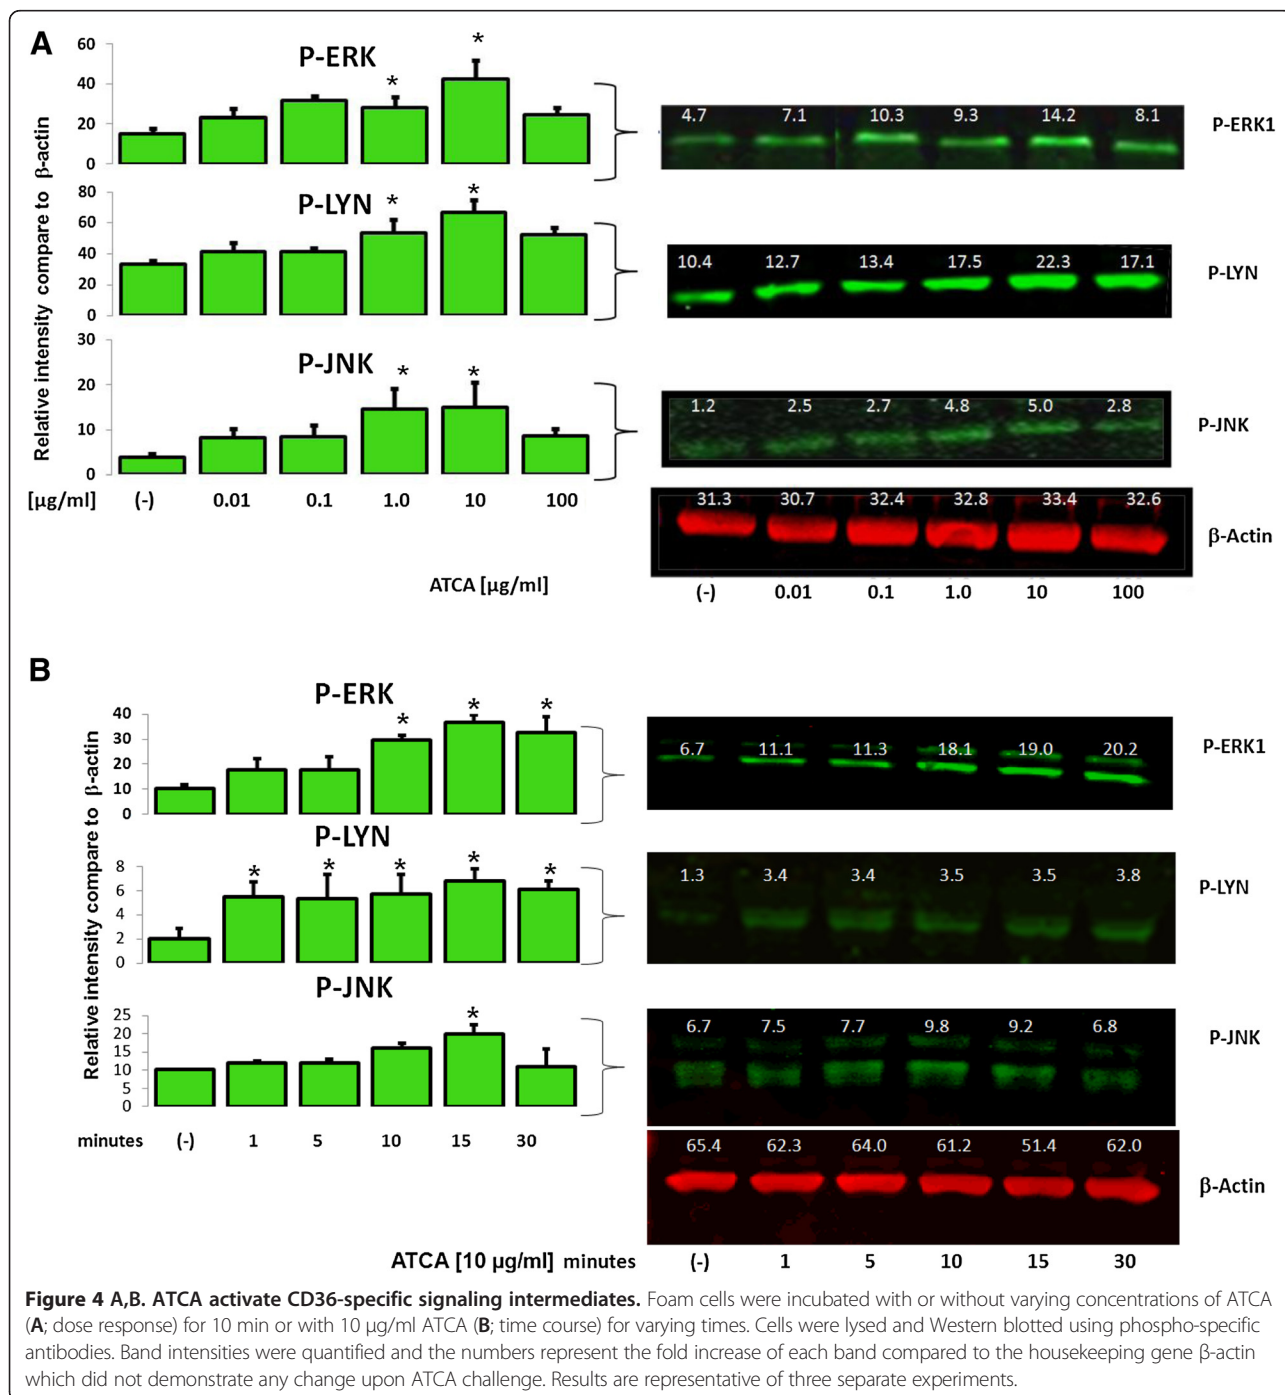 A
P-ERK
*
*
60
40
20
0
4.7 7.1 10.3 9.3 14.2 8.1
P-ERK1
Relative intensity compare to β-actin
P-LYN
*
*
80
60
40
20
0
10.4 12.7 13.4 17.5 22.3 17.1
P-LYN
P-JNK
*
*
30
20
10
0
1.2 2.5 2.7 4.8 5.0 2.8
P-JNK
[µg/ml] (-) 0.01 0.1 1.0 10 100
31.3 30.7 32.4 32.8 33.4 32.6
β-Actin
ATCA [µg/ml] (-) 0.01 0.1 1.0 10 100
B
P-ERK
* * *
40
30
20
10
0
6.7 11.1 11.3 18.1 19.0 20.2
P-ERK1
Relative intensity compare to β-actin
P-LYN
* * * * *
8
6
4
2
0
1.3 3.4 3.4 3.5 3.5 3.8
P-LYN
P-JNK
*
25
20
15
10
5
0
6.7 7.5 7.7 9.8 9.2 6.8
P-JNK
minutes (-) 1 5 10 15 30
65.4 62.3 64.0 61.2 51.4 62.0
β-Actin
ATCA [10 µg/ml] minutes (-) 1 5 10 15 30
Figure 4 A,B. ATCA activate CD36-specific signaling intermediates. Foam cells were incubated with or without varying concentrations of ATCA
(A; dose response) for 10 min or with 10 µg/ml ATCA (B; time course) for varying times. Cells were lysed and Western blotted using phospho-specific
antibodies. Band intensities were quantified and the numbers represent the fold increase of each band compared to the housekeeping gene β-actin
which did not demonstrate any change upon ATCA challenge. Results are representative of three separate experiments.